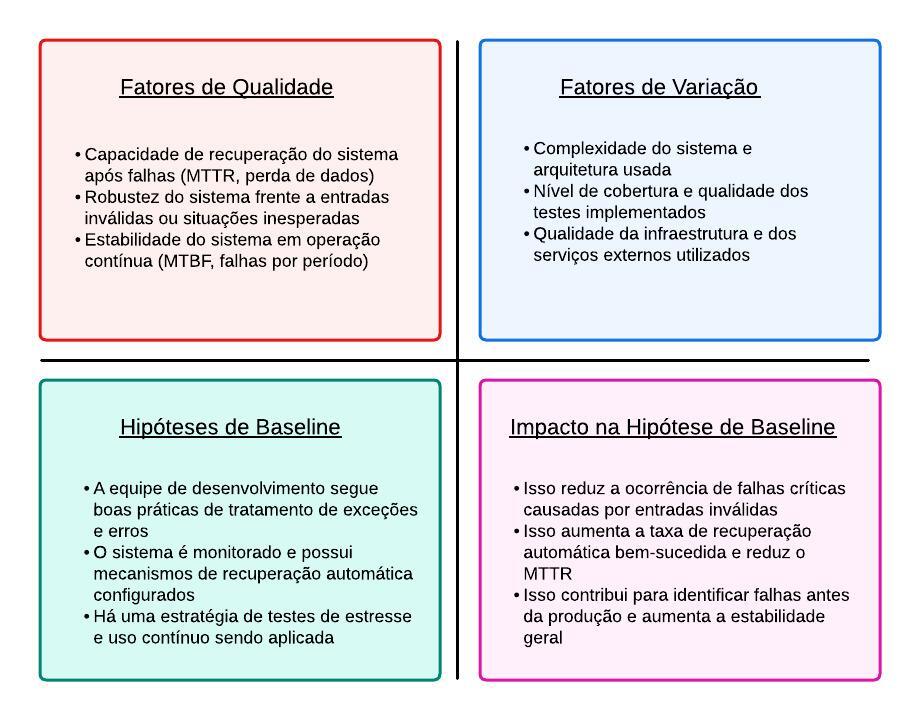 Fatores de Qualidade
• Capacidade de recuperação do sistema
após falhas (MTTR, perda de dados)
• Robustez do sistema frente a entradas
inválidas ou situações inesperadas
• Estabilidade do sistema em operação
contínua (MTBF, falhas por período)
Fatores de Variação
• Complexidade do sistema e
arquitetura usada
• Nível de cobertura e qualidade dos
testes implementados
• Qualidade da infraestrutura e dos
serviços externos utilizados
Hipóteses de Baseline
• A equipe de desenvolvimento segue
boas práticas de tratamento de exceções
e erros
• O sistema é monitorado e possui
mecanismos de recuperação automática
configurados
• Há uma estratégia de testes de estresse
e uso contínuo sendo aplicada
Impacto na Hipótese de Baseline
• Isso reduz a ocorrência de falhas críticas
causadas por entradas inválidas
• Isso aumenta a taxa de recuperação
automática bem-sucedida e reduz o
MTTR
• Isso contribui para identificar falhas antes
da produção e aumenta a estabilidade
geral